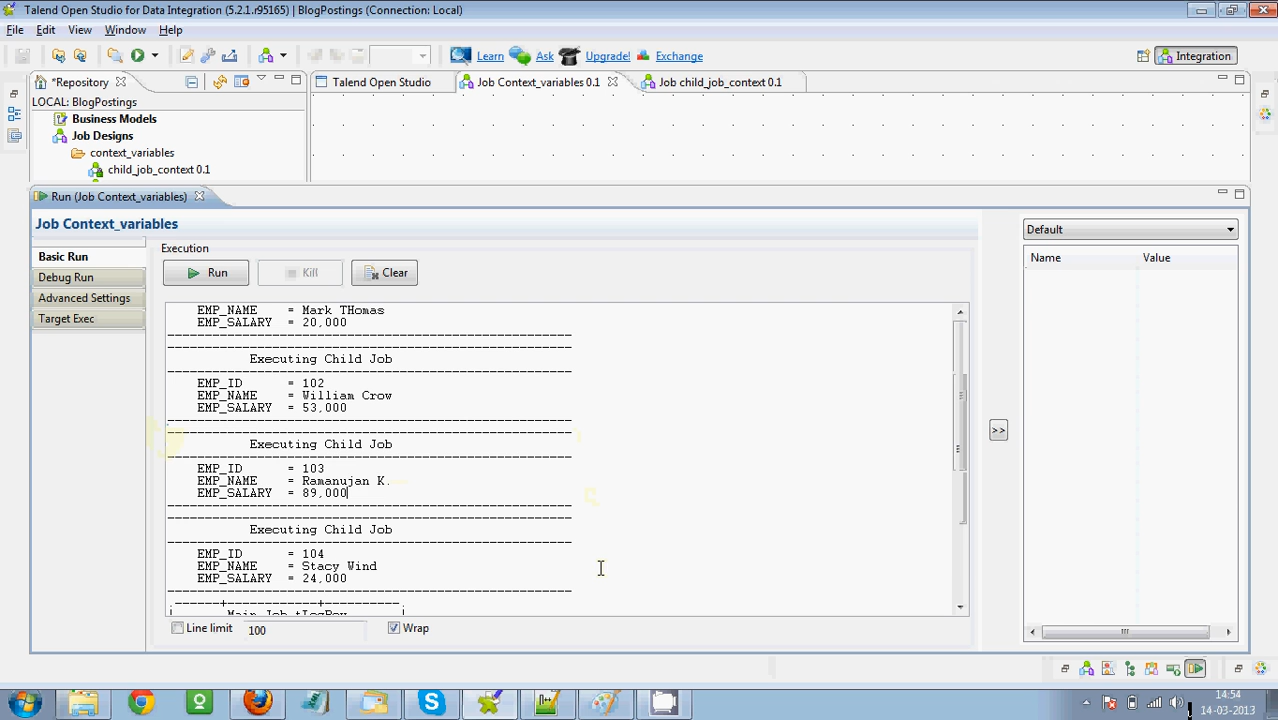 Talend Open Studio for Data Integration (5.2.1.r95165) | BlogPostings (Connection: Local)
File Edit View Window Help
Learn Ask Upgrade! Exchange Integration
*Repository Talend Open Studio Job Context_variables 0.1 Job child_job_context 0.1
LOCAL: BlogPostings
Business Models
Job Designs
context_variables
child_job_context 0.1
Run (Job Context_variables)
Job Context_variables
Basic Run
Debug Run
Advanced Settings
Target Exec
Execution
Run Kill Clear
EMP_NAME = Mark THomas
EMP_SALARY = 20,000
------------------------------------------------------
------------------------------------------------------
Executing Child Job
------------------------------------------------------
EMP_ID = 102
EMP_NAME = William Crow
EMP_SALARY = 53,000
------------------------------------------------------
------------------------------------------------------
Executing Child Job
------------------------------------------------------
EMP_ID = 103
EMP_NAME = Ramanujan K.
EMP_SALARY = 89,000
------------------------------------------------------
------------------------------------------------------
Executing Child Job
------------------------------------------------------
EMP_ID = 104
EMP_NAME = Stacy Wind
EMP_SALARY = 24,000
------------------------------------------------------
.------+------------+----------.
| Main Job tLogRow |
Line limit 100 Wrap
Default
Name Value
>>
14:54
14-03-2013